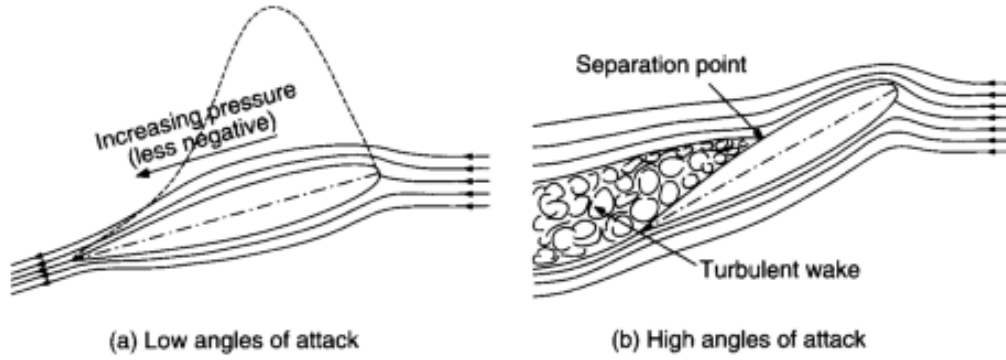 Increasing pressure
(less negative)
Separation point
Turbulent wake
(a) Low angles of attack
(b) High angles of attack